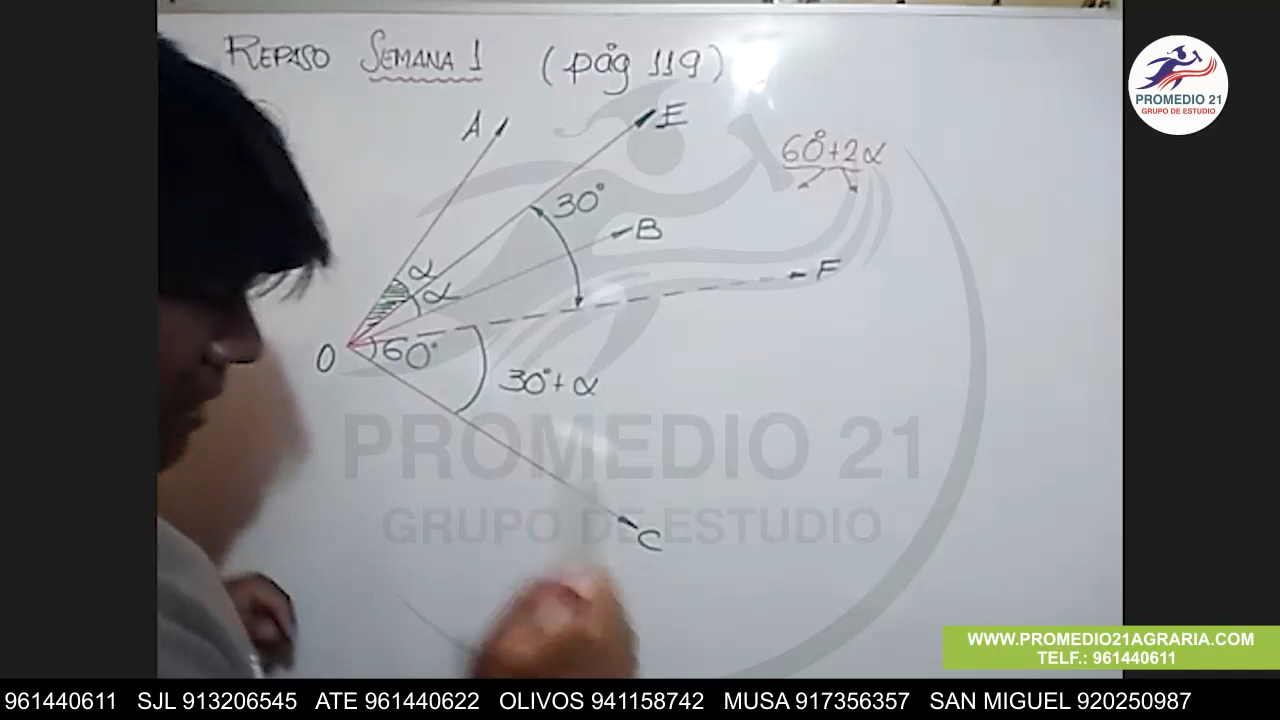 REPASO SEMANA 1 (pág 119)
PROMEDIO 21
GRUPO DE ESTUDIO
A
E
60°+2α
30°
B
α
α
F
O
60°
30°+α
PROMEDIO 21
GRUPO DE ESTUDIO
C
WWW.PROMEDIO21AGRARIA.COM
TELF.: 961440611
961440611 SJL 913206545 ATE 961440622 OLIVOS 941158742 MUSA 917356357 SAN MIGUEL 920250987